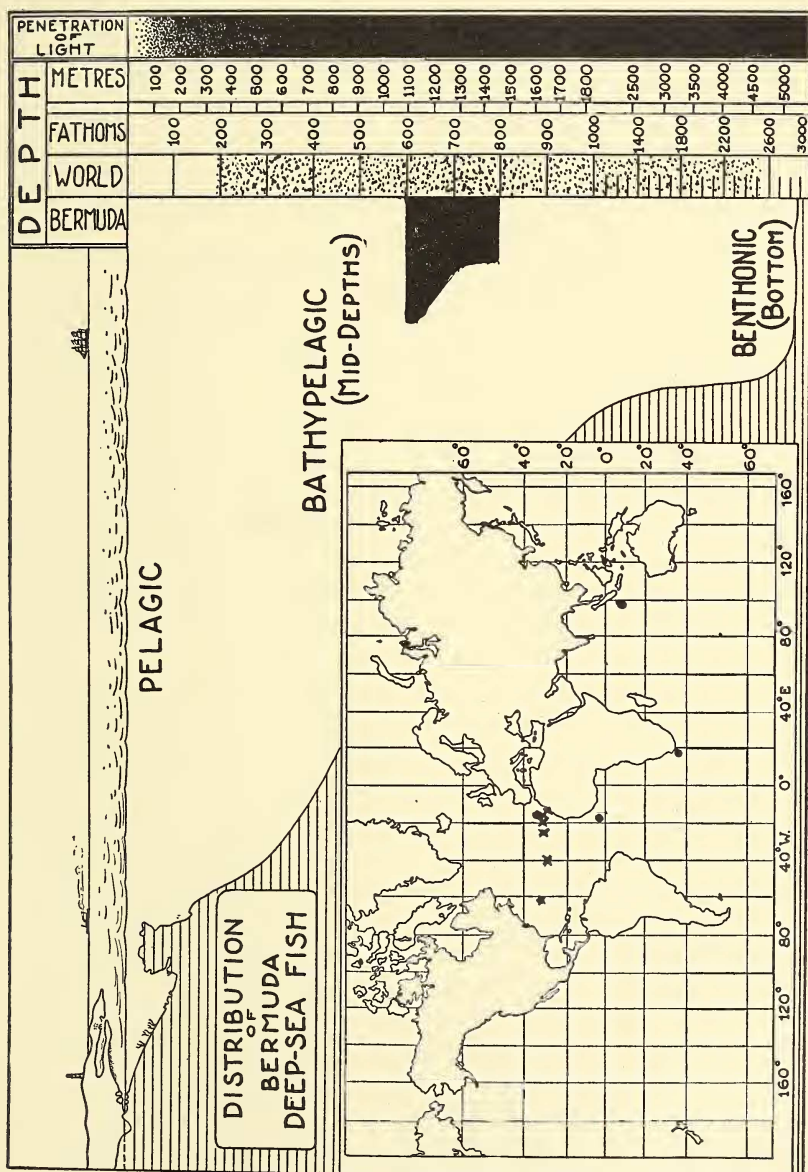 PENETRATION
OF
LIGHT
DEPTH
METRES
100
200
300
400
500
600
700
800
900
1000
1100
1200
1300
1400
1500
1600
1700
1800
2500
3000
3500
4000
4500
5000
FATHOMS
100
200
300
400
500
600
700
800
900
1000
1400
1800
2200
2600
3000
WORLD
BERMUDA
PELAGIC
BATHYPELAGIC
(MID-DEPTHS)
BENTHONIC
(BOTTOM)
DISTRIBUTION
OF
BERMUDA
DEEP-SEA FISH
60°
40°
20°
0°
20°
40°
60°
160°
120°
80°
40°W.
0°
40°E
80°
120°
160°